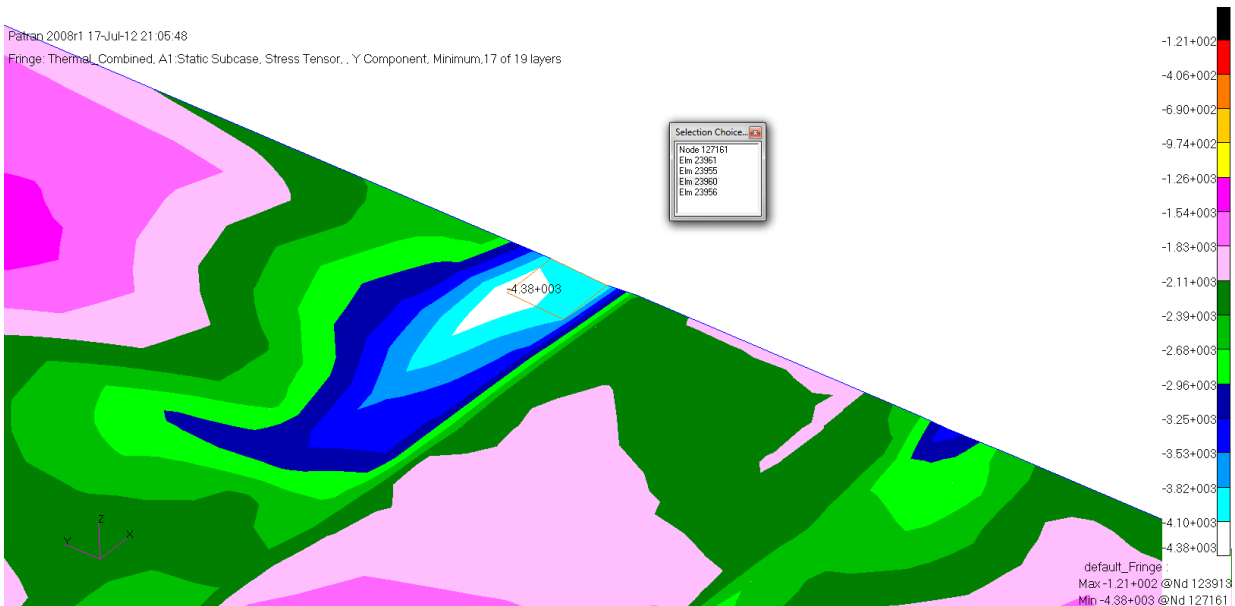 Patran 2008r1 17-Jul-12 21:05:48
Fringe: Thermal_Combined, A1:Static Subcase, Stress Tensor, , Y Component, Minimum,17 of 19 layers
Selection Choice...
Node 127161
Elm 23961
Elm 23955
Elm 23960
Elm 23956
-4.38+003
-1.21+002
-4.06+002
-6.90+002
-9.74+002
-1.26+003
-1.54+003
-1.83+003
-2.11+003
-2.39+003
-2.68+003
-2.96+003
-3.25+003
-3.53+003
-3.82+003
-4.10+003
-4.38+003
Z
Y
X
default_Fringe :
Max -1.21+002 @Nd 123913
Min -4.38+003 @Nd 127161